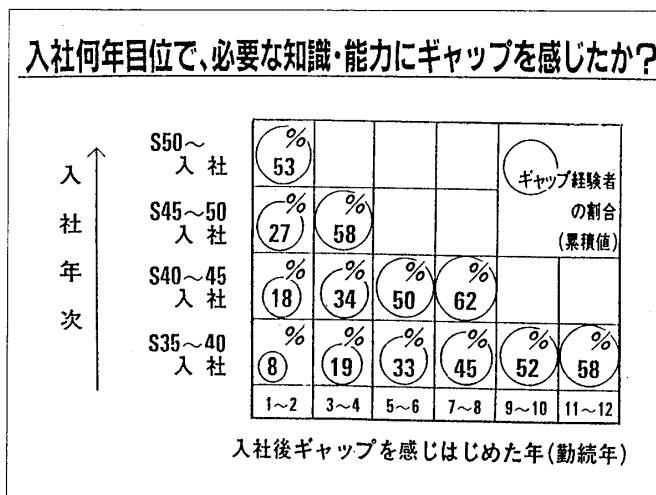 入社何年目位で、必要な知識・能力にギャップを感じたか?
入社年次
S50〜
入社
% 53
S45〜50
入社
% 27 % 58
S40〜45
入社
% 18 % 34 % 50 % 62
S35〜40
入社
% 8 % 19 % 33 % 45 % 52 % 58
ギャップ経験者
の割合
(累積値)
1〜2 3〜4 5〜6 7〜8 9〜10 11〜12
入社後ギャップを感じはじめた年(勤続年)